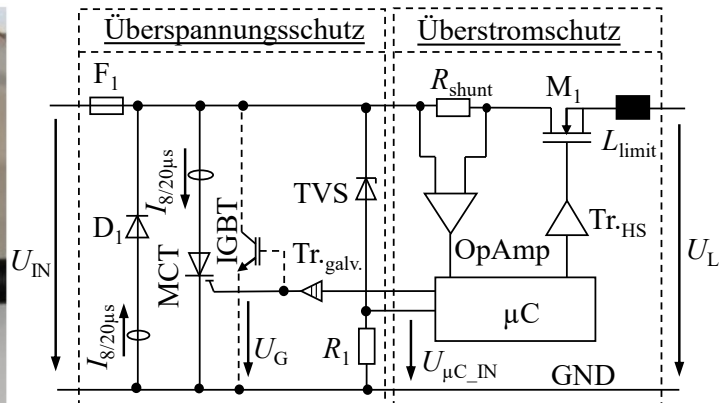 Überspannungsschutz
Überstromschutz
F1
Rshunt
M1
Llimit
I8/20µs
TVS
D1
MCT
IGBT
Tr.galv.
OpAmp
Tr.HS
UIN
UL
µC
I8/20µs
UG
R1
UµC_IN
GND